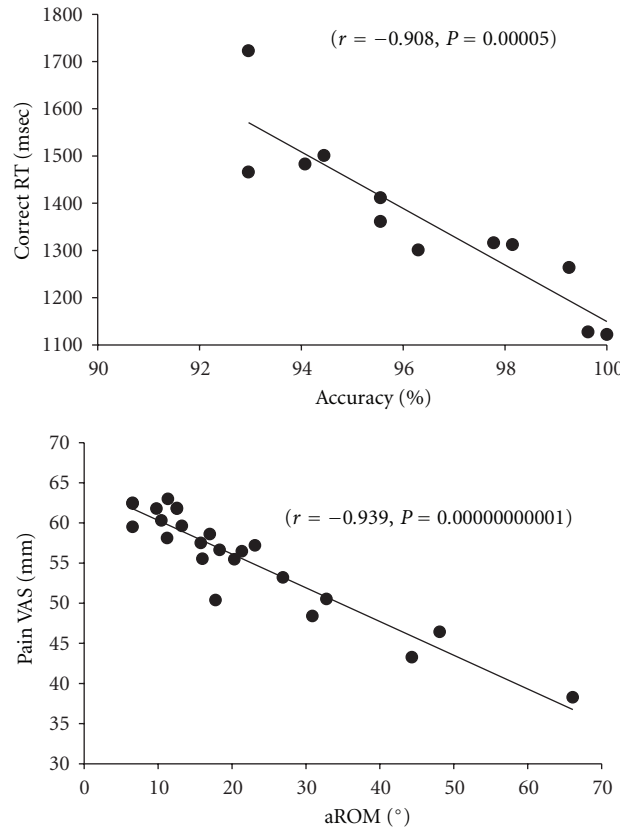 1800
(r = −0.908, P = 0.00005)
1700
1600
1500
1400
1300
1200
1100
Correct RT (msec)
90 92 94 96 98 100
Accuracy (%)
70
65
(r = −0.939, P = 0.00000000001)
60
55
50
45
40
35
30
Pain VAS (mm)
0 10 20 30 40 50 60 70
aROM (°)